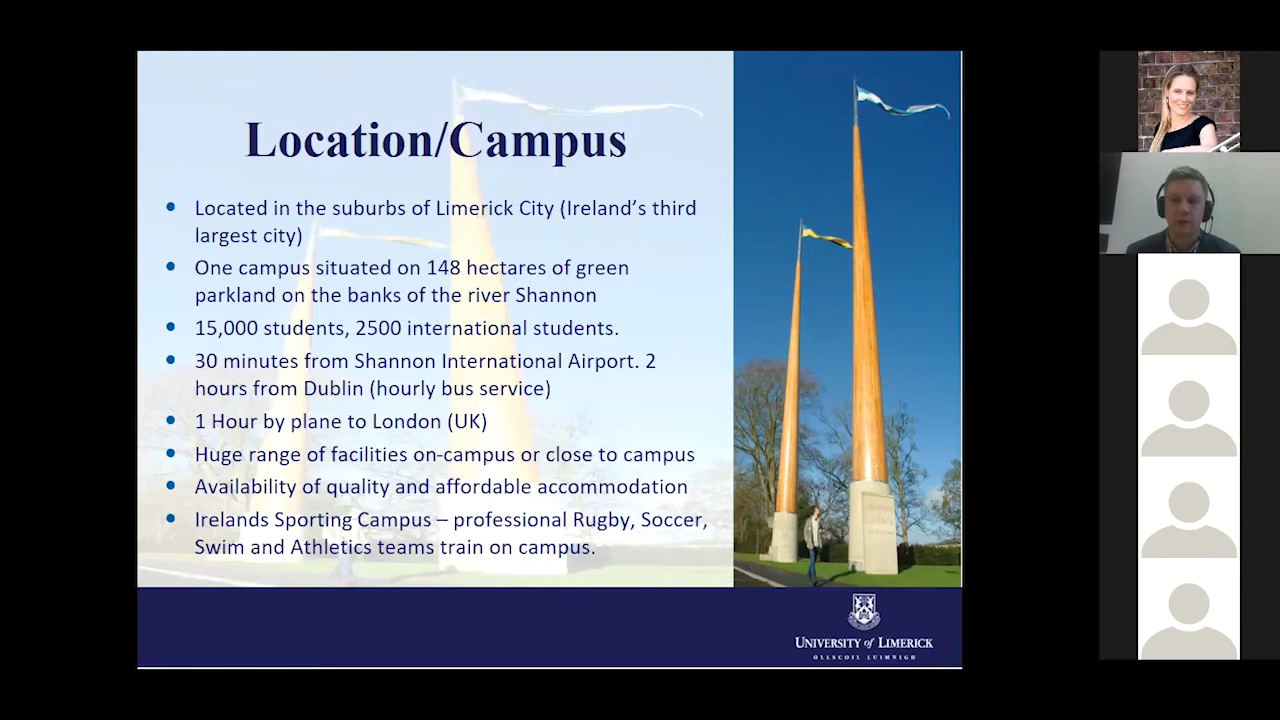 Location/Campus
Located in the suburbs of Limerick City (Ireland's third
largest city)
One campus situated on 148 hectares of green
parkland on the banks of the river Shannon
15,000 students, 2500 international students.
30 minutes from Shannon International Airport. 2
hours from Dublin (hourly bus service)
1 Hour by plane to London (UK)
Huge range of facilities on-campus or close to campus
Availability of quality and affordable accommodation
Irelands Sporting Campus – professional Rugby, Soccer,
Swim and Athletics teams train on campus.
UNIVERSITY of LIMERICK
OLLSCOIL LUIMNIGH